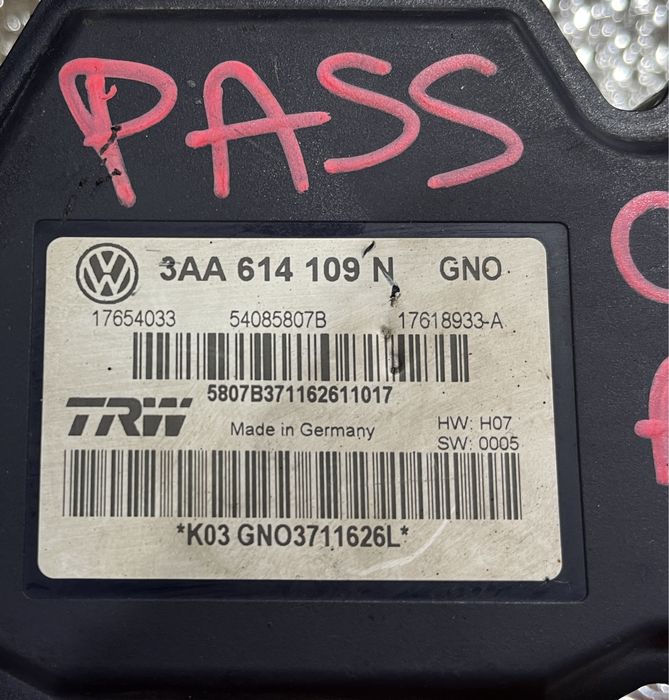 PASS
3AA 614 109 N GNO
17654033 54085807B 17618933-A
5807B371162611017
TRW Made in Germany HW: H07
SW: 0005
*K03 GNO3711626L*